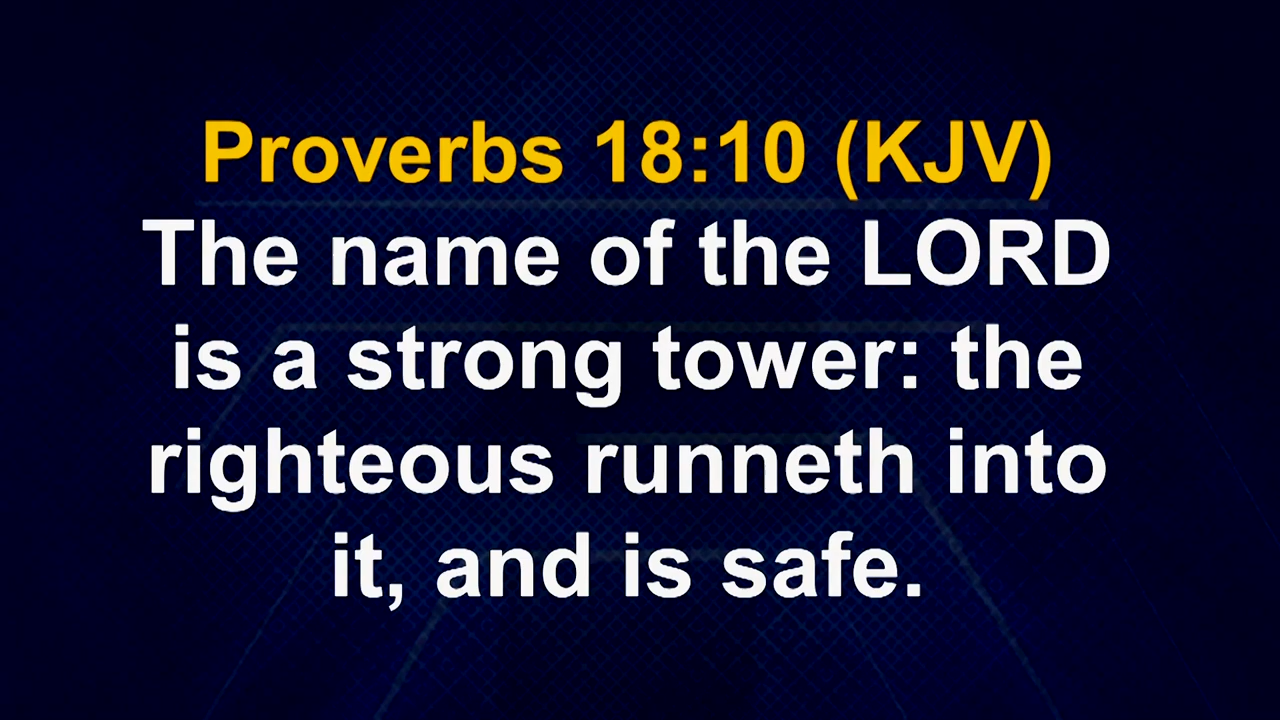 Proverbs 18:10 (KJV)
The name of the LORD
is a strong tower: the
righteous runneth into
it, and is safe.